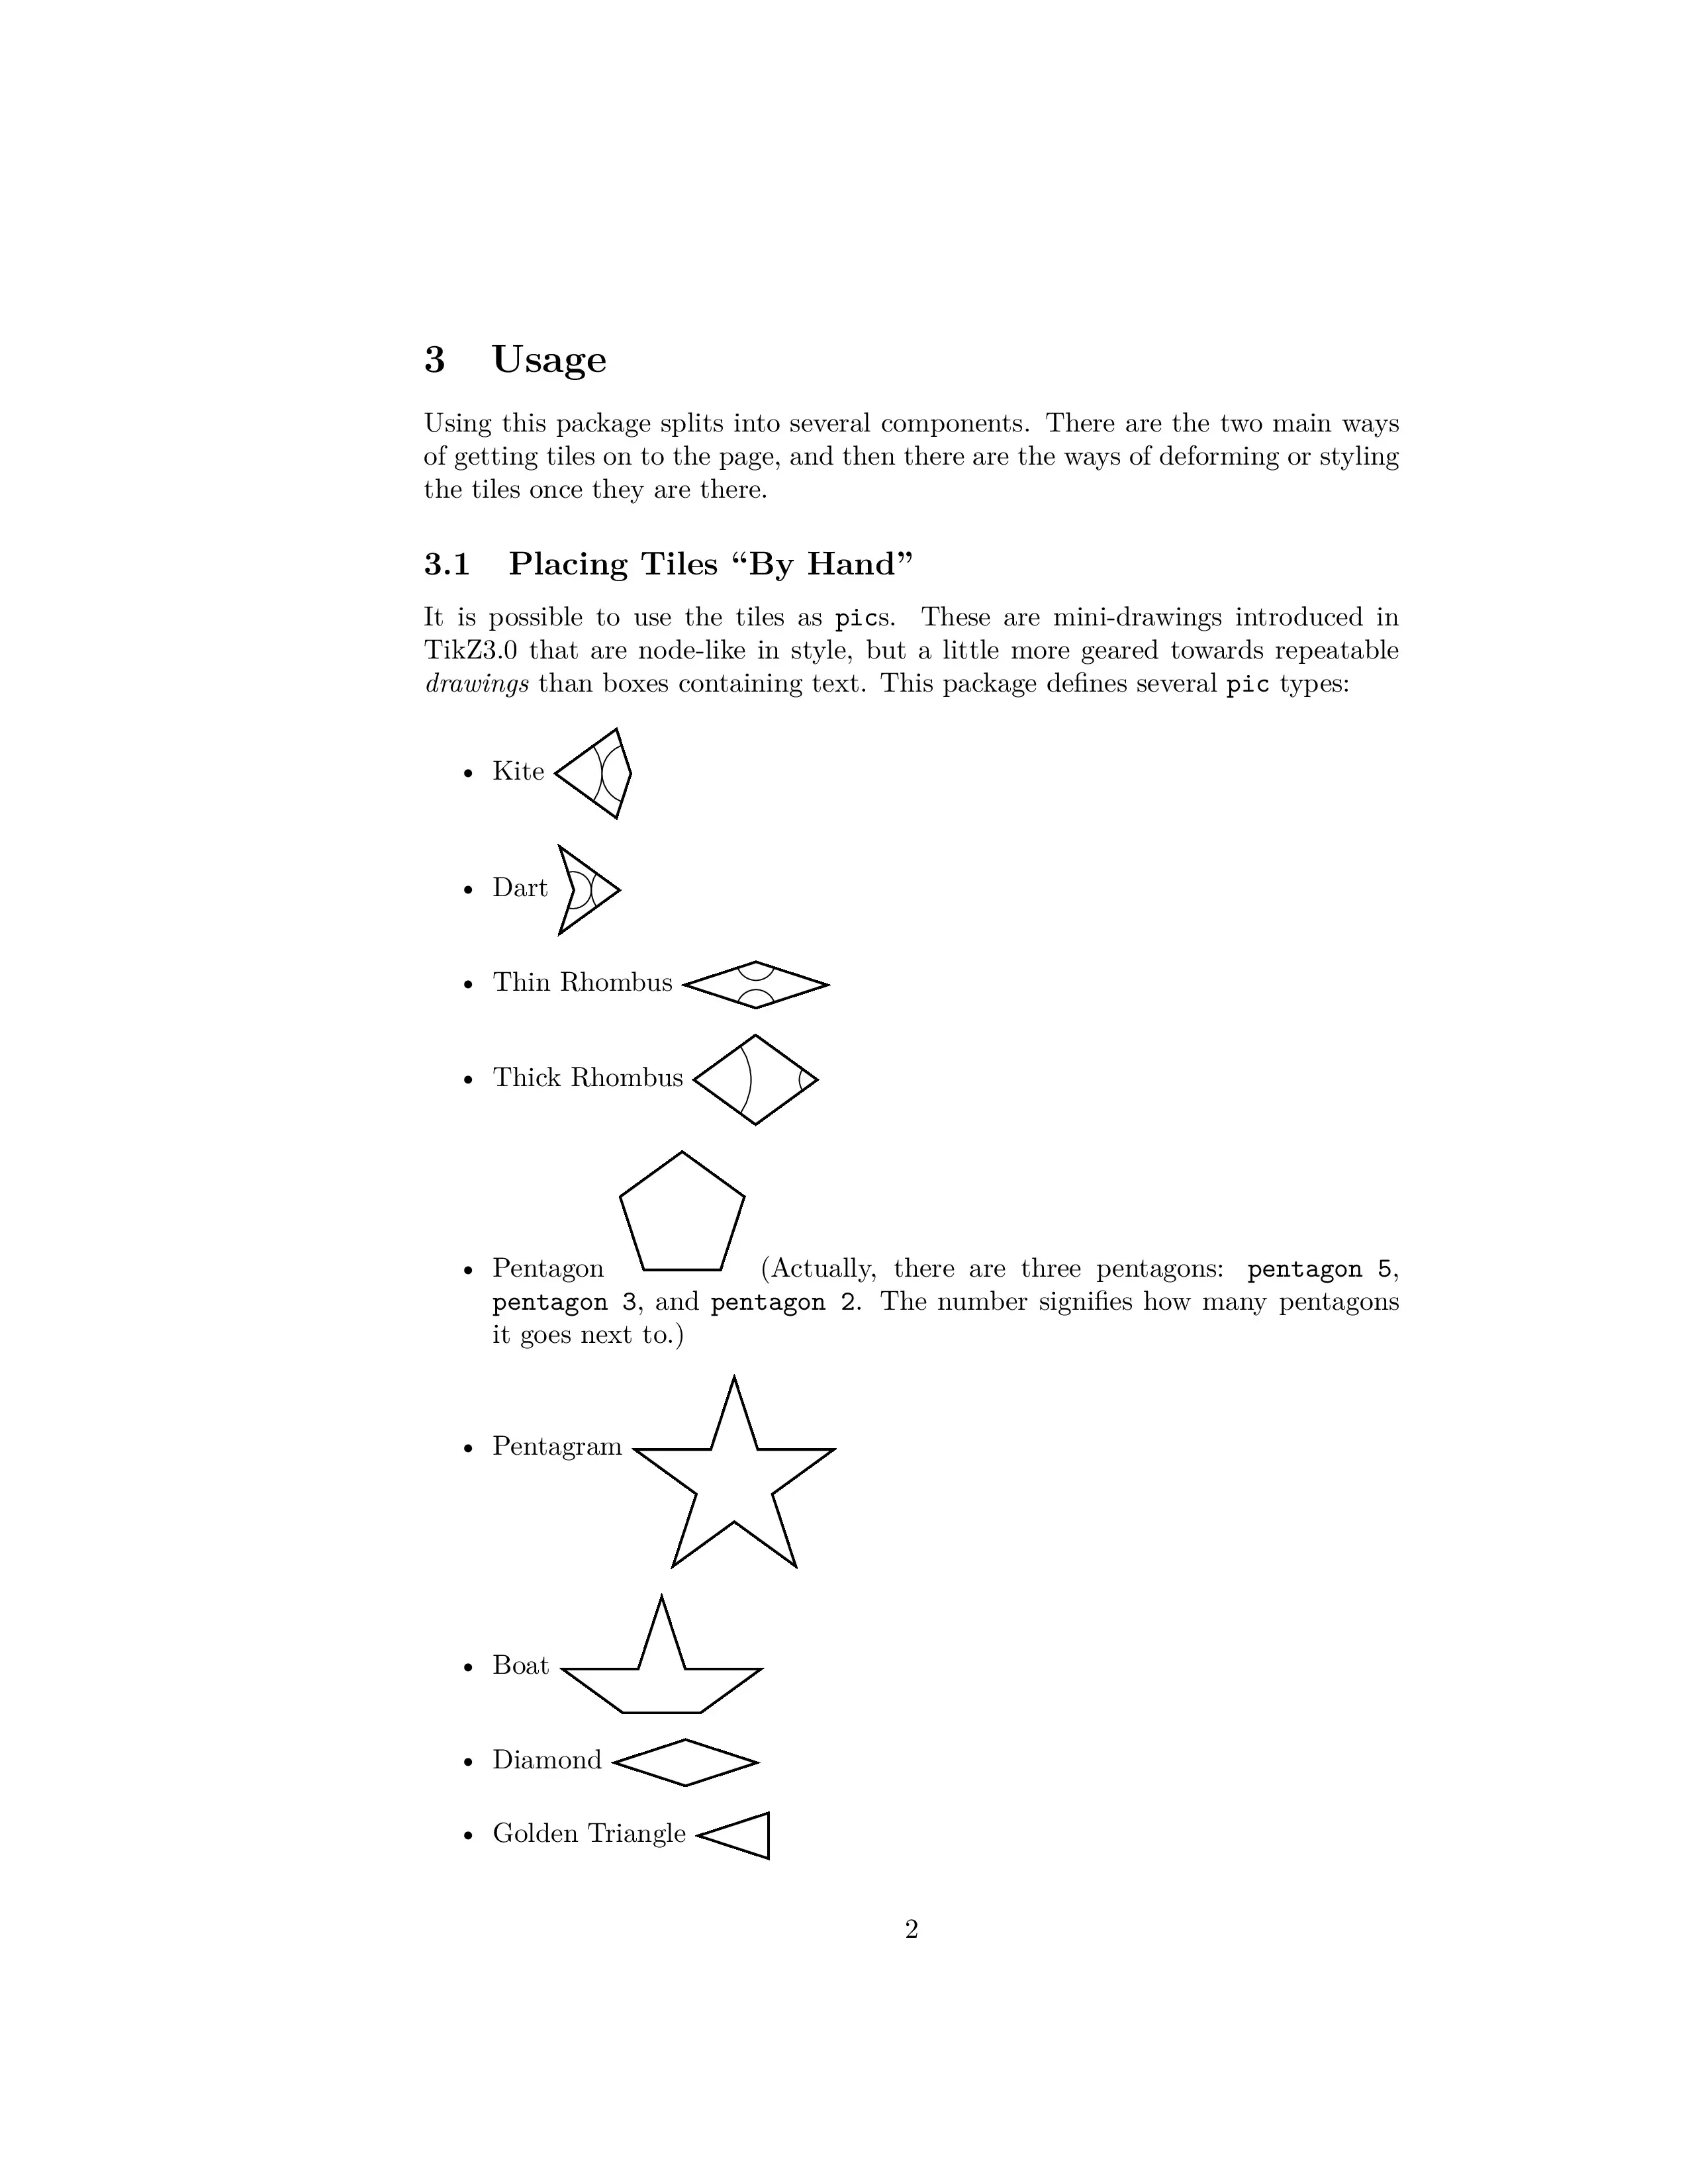 3 Usage
Using this package splits into several components. There are the two main ways
of getting tiles on to the page, and then there are the ways of deforming or styling
the tiles once they are there.
3.1 Placing Tiles “By Hand”
It is possible to use the tiles as pics. These are mini-drawings introduced in
TikZ3.0 that are node-like in style, but a little more geared towards repeatable
drawings than boxes containing text. This package defines several pic types:
• Kite
• Dart
• Thin Rhombus
• Thick Rhombus
• Pentagon (Actually, there are three pentagons: pentagon 5,
pentagon 3, and pentagon 2. The number signifies how many pentagons
it goes next to.)
• Pentagram
• Boat
• Diamond
• Golden Triangle
2